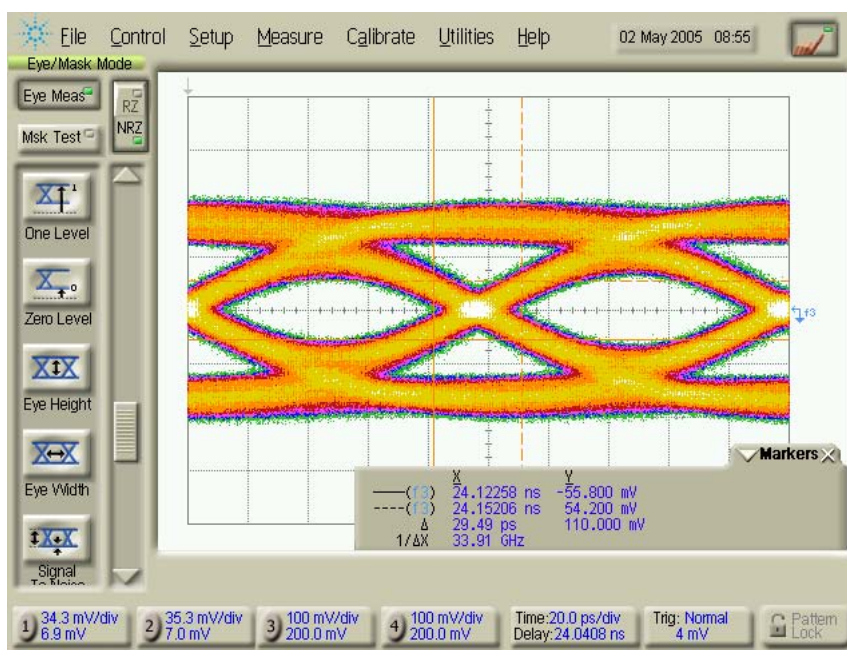 File Control Setup Measure Calibrate Utilities Help 02 May 2005 08:55
Eye/Mask Mode
Eye Meas
RZ
NRZ
Msk Test
One Level
Zero Level
Eye Height
Eye Width
Signal
To Noise
f3
Markers
X Y
(f3) 24.12258 ns -55.800 mV
----(f3) 24.15206 ns 54.200 mV
Δ 29.49 ps 110.000 mV
1/ΔX 33.91 GHz
1) 34.3 mV/div
6.9 mV
2) 35.3 mV/div
7.0 mV
3) 100 mV/div
200.0 mV
4) 100 mV/div
200.0 mV
Time:20.0 ps/div
Delay:24.0408 ns
Trig: Normal
4 mV
Pattern
Lock